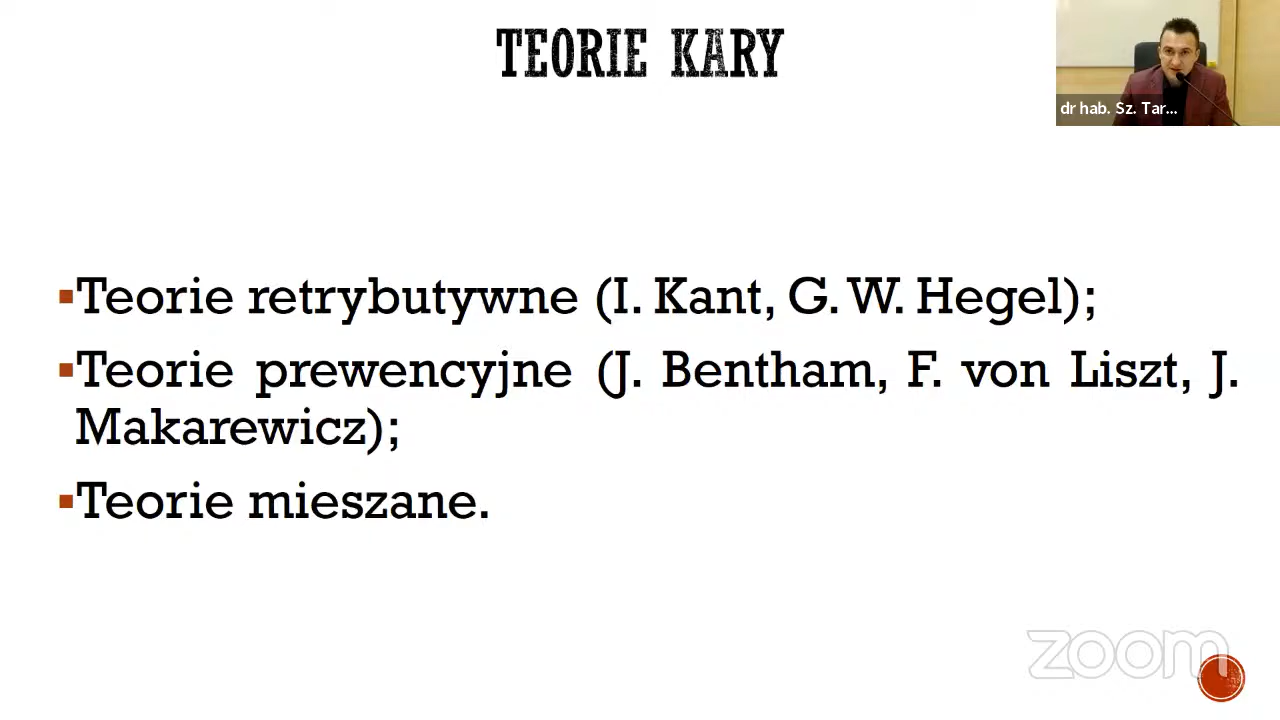 TEORIE KARY
dr hab. Sz. Tar...
▪Teorie retrybutywne (I. Kant, G. W. Hegel);
▪Teorie prewencyjne (J. Bentham, F. von Liszt, J.
Makarewicz);
▪Teorie mieszane.
zoom